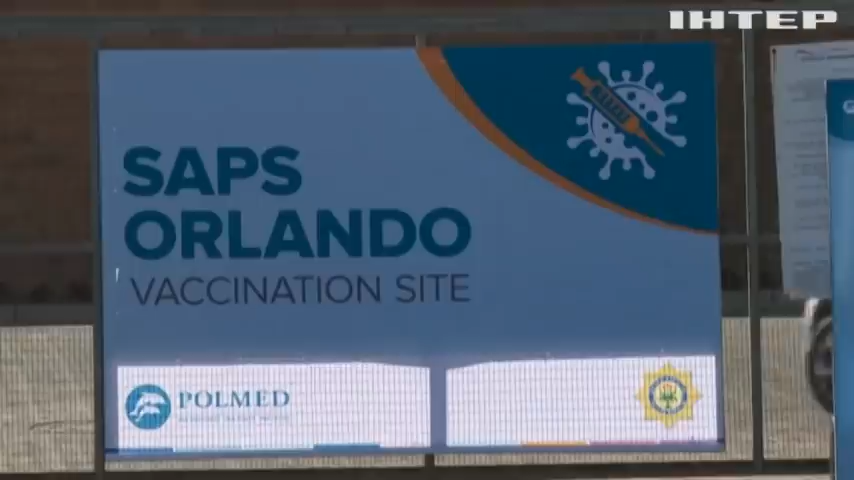 ІНТЕР
SAPS
ORLANDO
VACCINATION SITE
POLMED